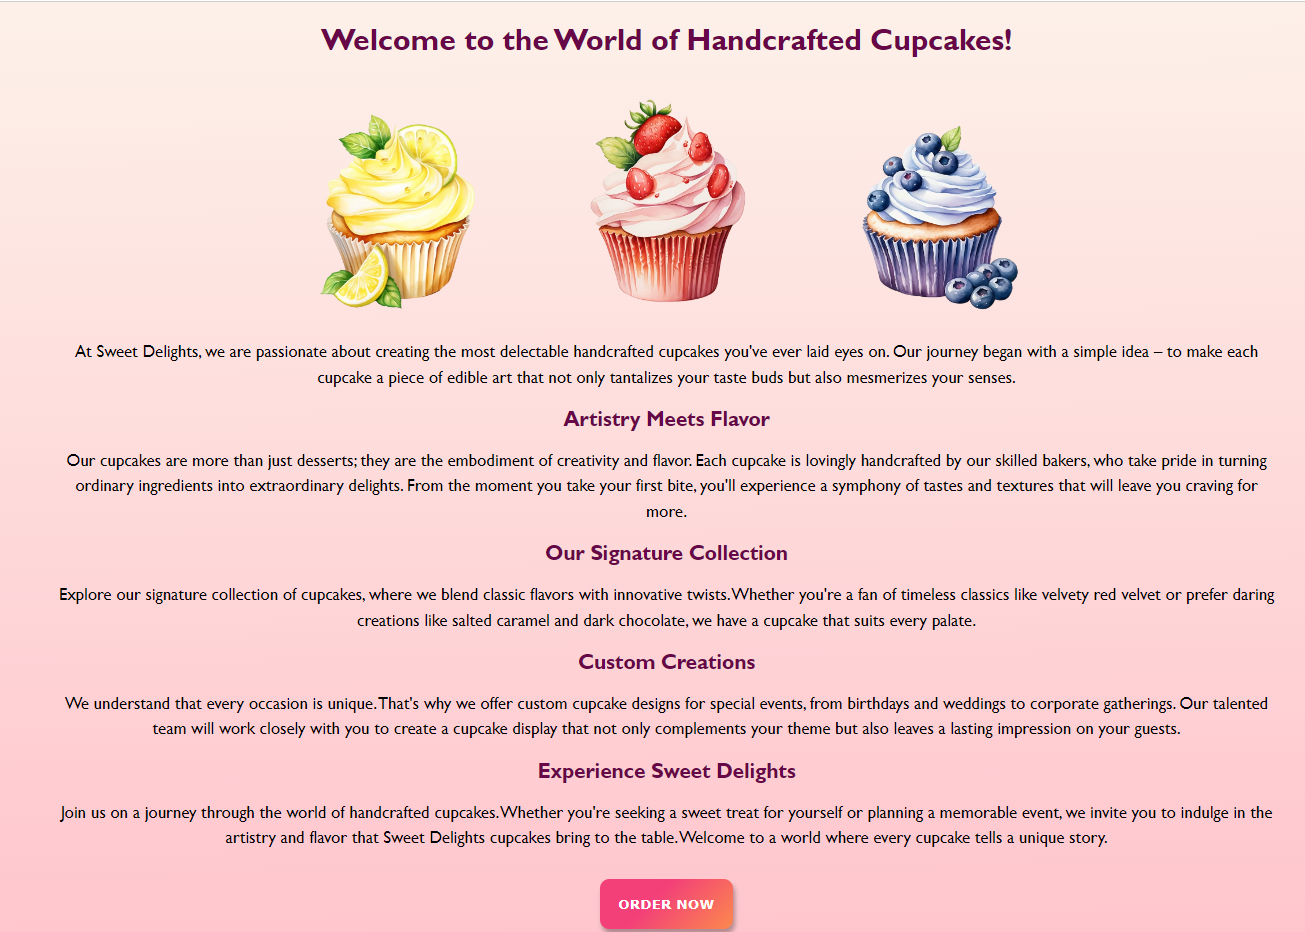 Welcome to the World of Handcrafted Cupcakes!
At Sweet Delights, we are passionate about creating the most delectable handcrafted cupcakes you've ever laid eyes on. Our journey began with a simple idea – to make each
cupcake a piece of edible art that not only tantalizes your taste buds but also mesmerizes your senses.
Artistry Meets Flavor
Our cupcakes are more than just desserts; they are the embodiment of creativity and flavor. Each cupcake is lovingly handcrafted by our skilled bakers, who take pride in turning
ordinary ingredients into extraordinary delights. From the moment you take your first bite, you'll experience a symphony of tastes and textures that will leave you craving for
more.
Our Signature Collection
Explore our signature collection of cupcakes, where we blend classic flavors with innovative twists. Whether you're a fan of timeless classics like velvety red velvet or prefer daring
creations like salted caramel and dark chocolate, we have a cupcake that suits every palate.
Custom Creations
We understand that every occasion is unique. That's why we offer custom cupcake designs for special events, from birthdays and weddings to corporate gatherings. Our talented
team will work closely with you to create a cupcake display that not only complements your theme but also leaves a lasting impression on your guests.
Experience Sweet Delights
Join us on a journey through the world of handcrafted cupcakes. Whether you're seeking a sweet treat for yourself or planning a memorable event, we invite you to indulge in the
artistry and flavor that Sweet Delights cupcakes bring to the table. Welcome to a world where every cupcake tells a unique story.
ORDER NOW